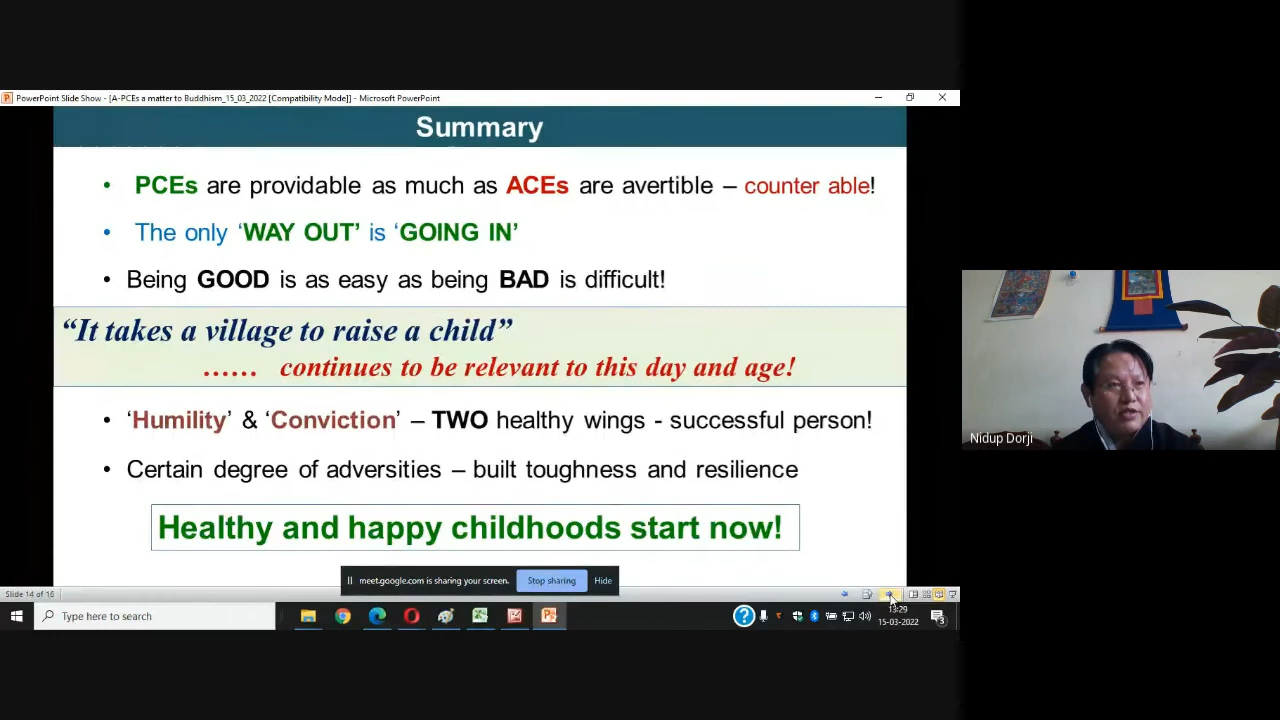 PowerPoint Slide Show - [A-PCEs a matter to Buddhism_15_03_2022 [Compatibility Mode]] - Microsoft PowerPoint
Summary
• PCEs are providable as much as ACEs are avertible – counter able!
• The only ‘WAY OUT’ is ‘GOING IN’
• Being GOOD is as easy as being BAD is difficult!
“It takes a village to raise a child”
…… continues to be relevant to this day and age!
• ‘Humility’ & ‘Conviction’ – TWO healthy wings - successful person!
• Certain degree of adversities – built toughness and resilience
Healthy and happy childhoods start now!
Nidup Dorji
meet.google.com is sharing your screen. Stop sharing Hide
Slide 14 of 16
Type here to search
13:29
15-03-2022
3